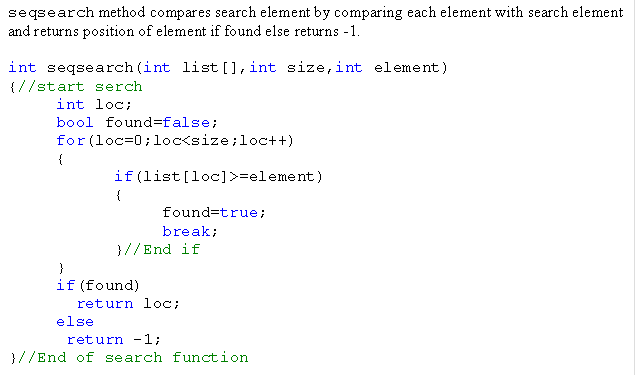 seqsearch method compares search element by comparing each element with search element
and returns position of element if found else returns -1.
int seqsearch(int list[],int size,int element)
{//start serch
int loc;
bool found=false;
for(loc=0;loc<size;loc++)
{
if(list[loc]>=element)
{
found=true;
break;
}//End if
}
if(found)
return loc;
else
return -1;
}//End of search function